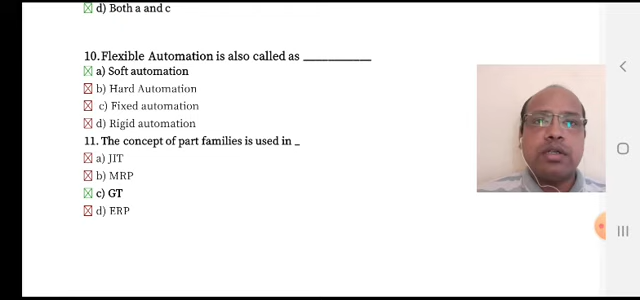 d) Both a and c
10.Flexible Automation is also called as ___________
a) Soft automation
b) Hard Automation
c) Fixed automation
d) Rigid automation
11. The concept of part families is used in _
a) JIT
b) MRP
c) GT
d) ERP